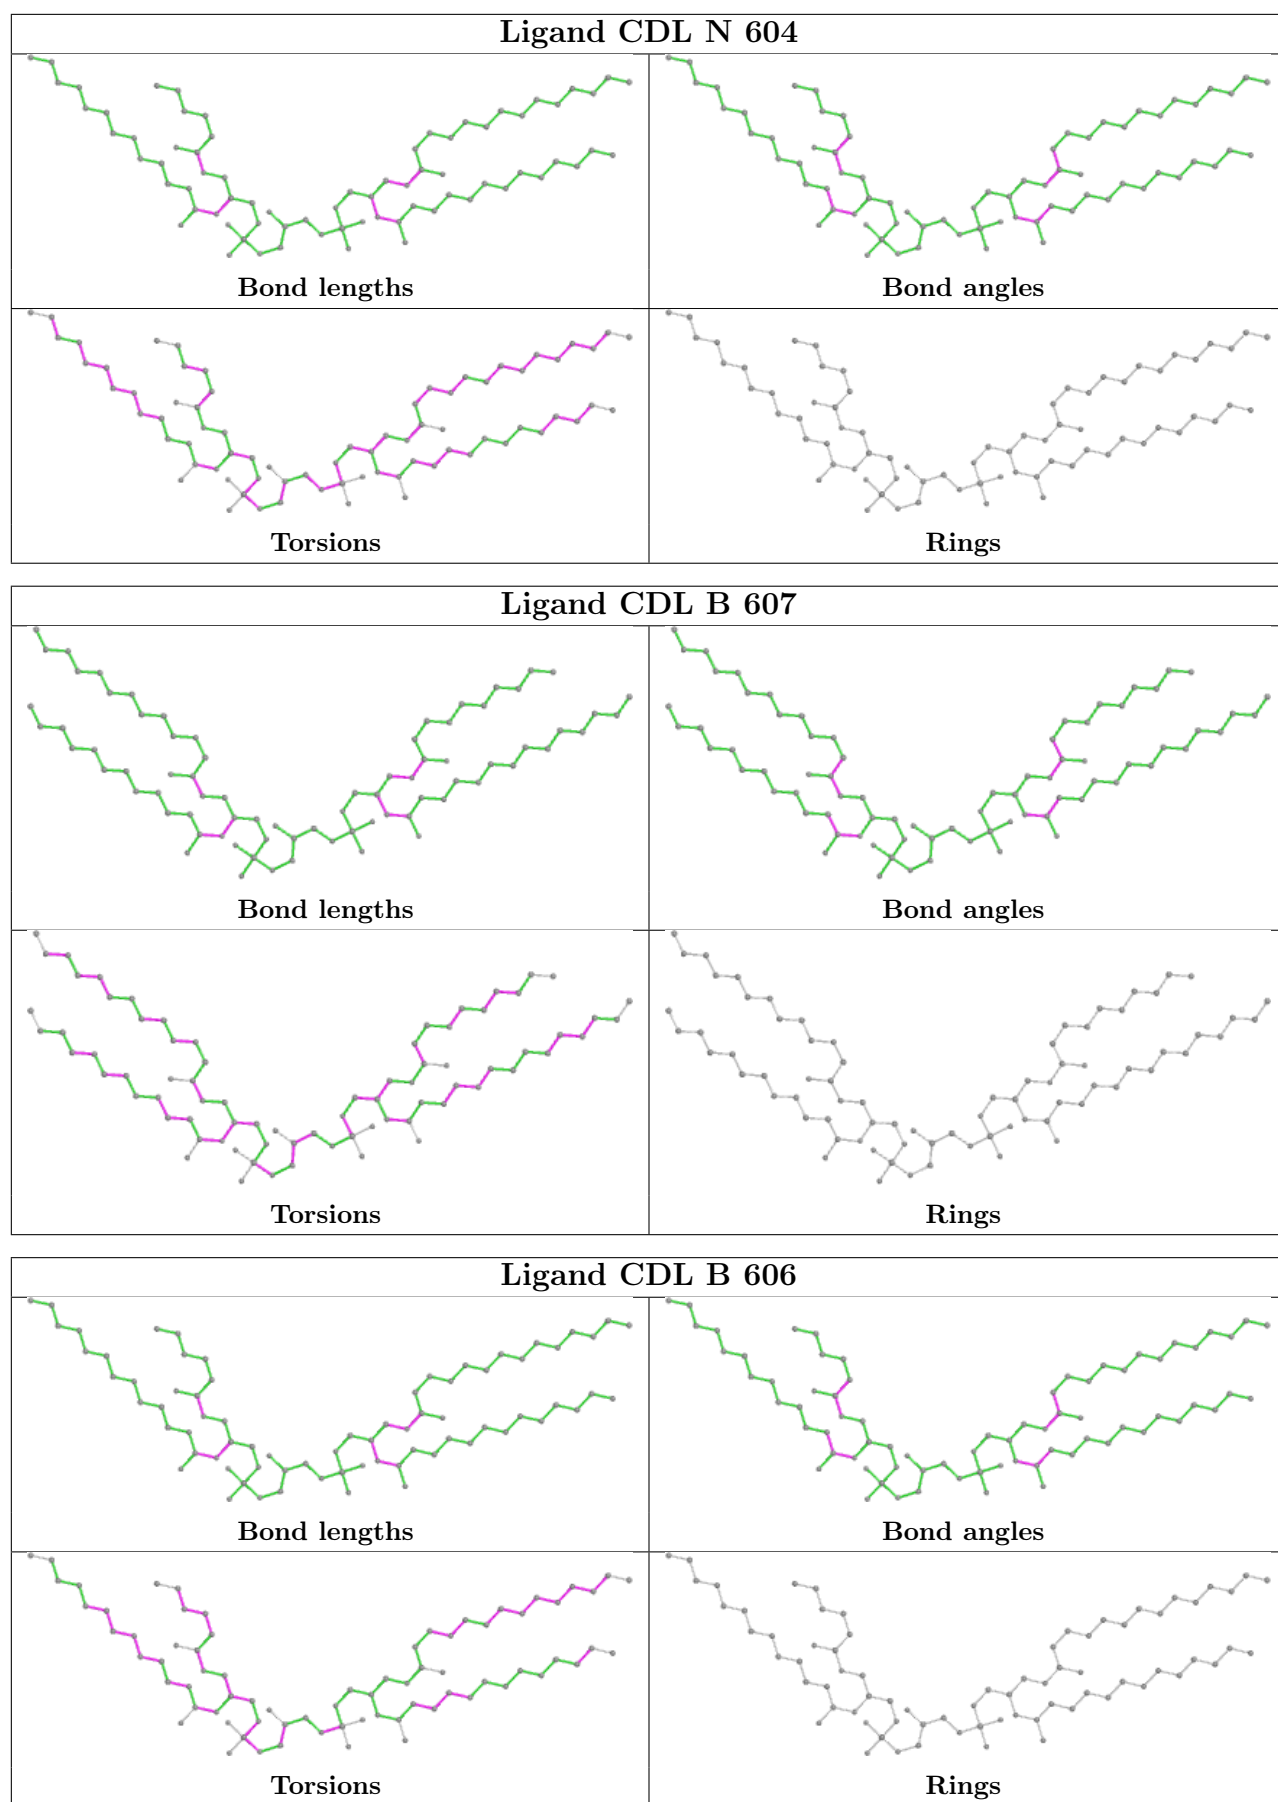 Ligand CDL N 604
Bond lengths
Bond angles
Torsions
Rings
Ligand CDL B 607
Bond lengths
Bond angles
Torsions
Rings
Ligand CDL B 606
Bond lengths
Bond angles
Torsions
Rings